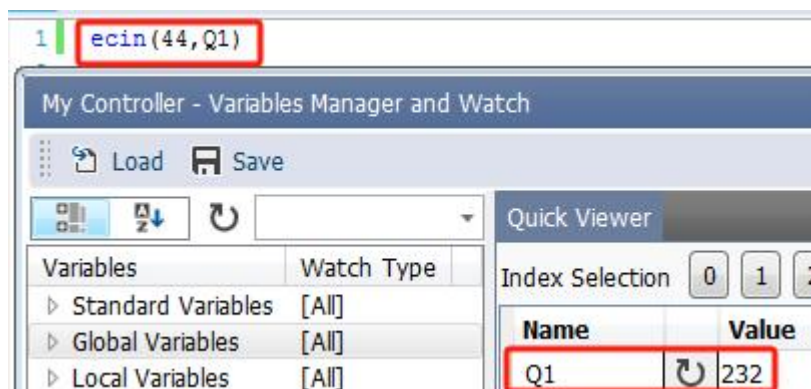 1 ecin(44,Q1)
My Controller - Variables Manager and Watch
Load Save
Quick Viewer
Variables Watch Type
Index Selection 0 1
Standard Variables [All]
Name Value
Global Variables [All]
Q1 232
Local Variables [All]